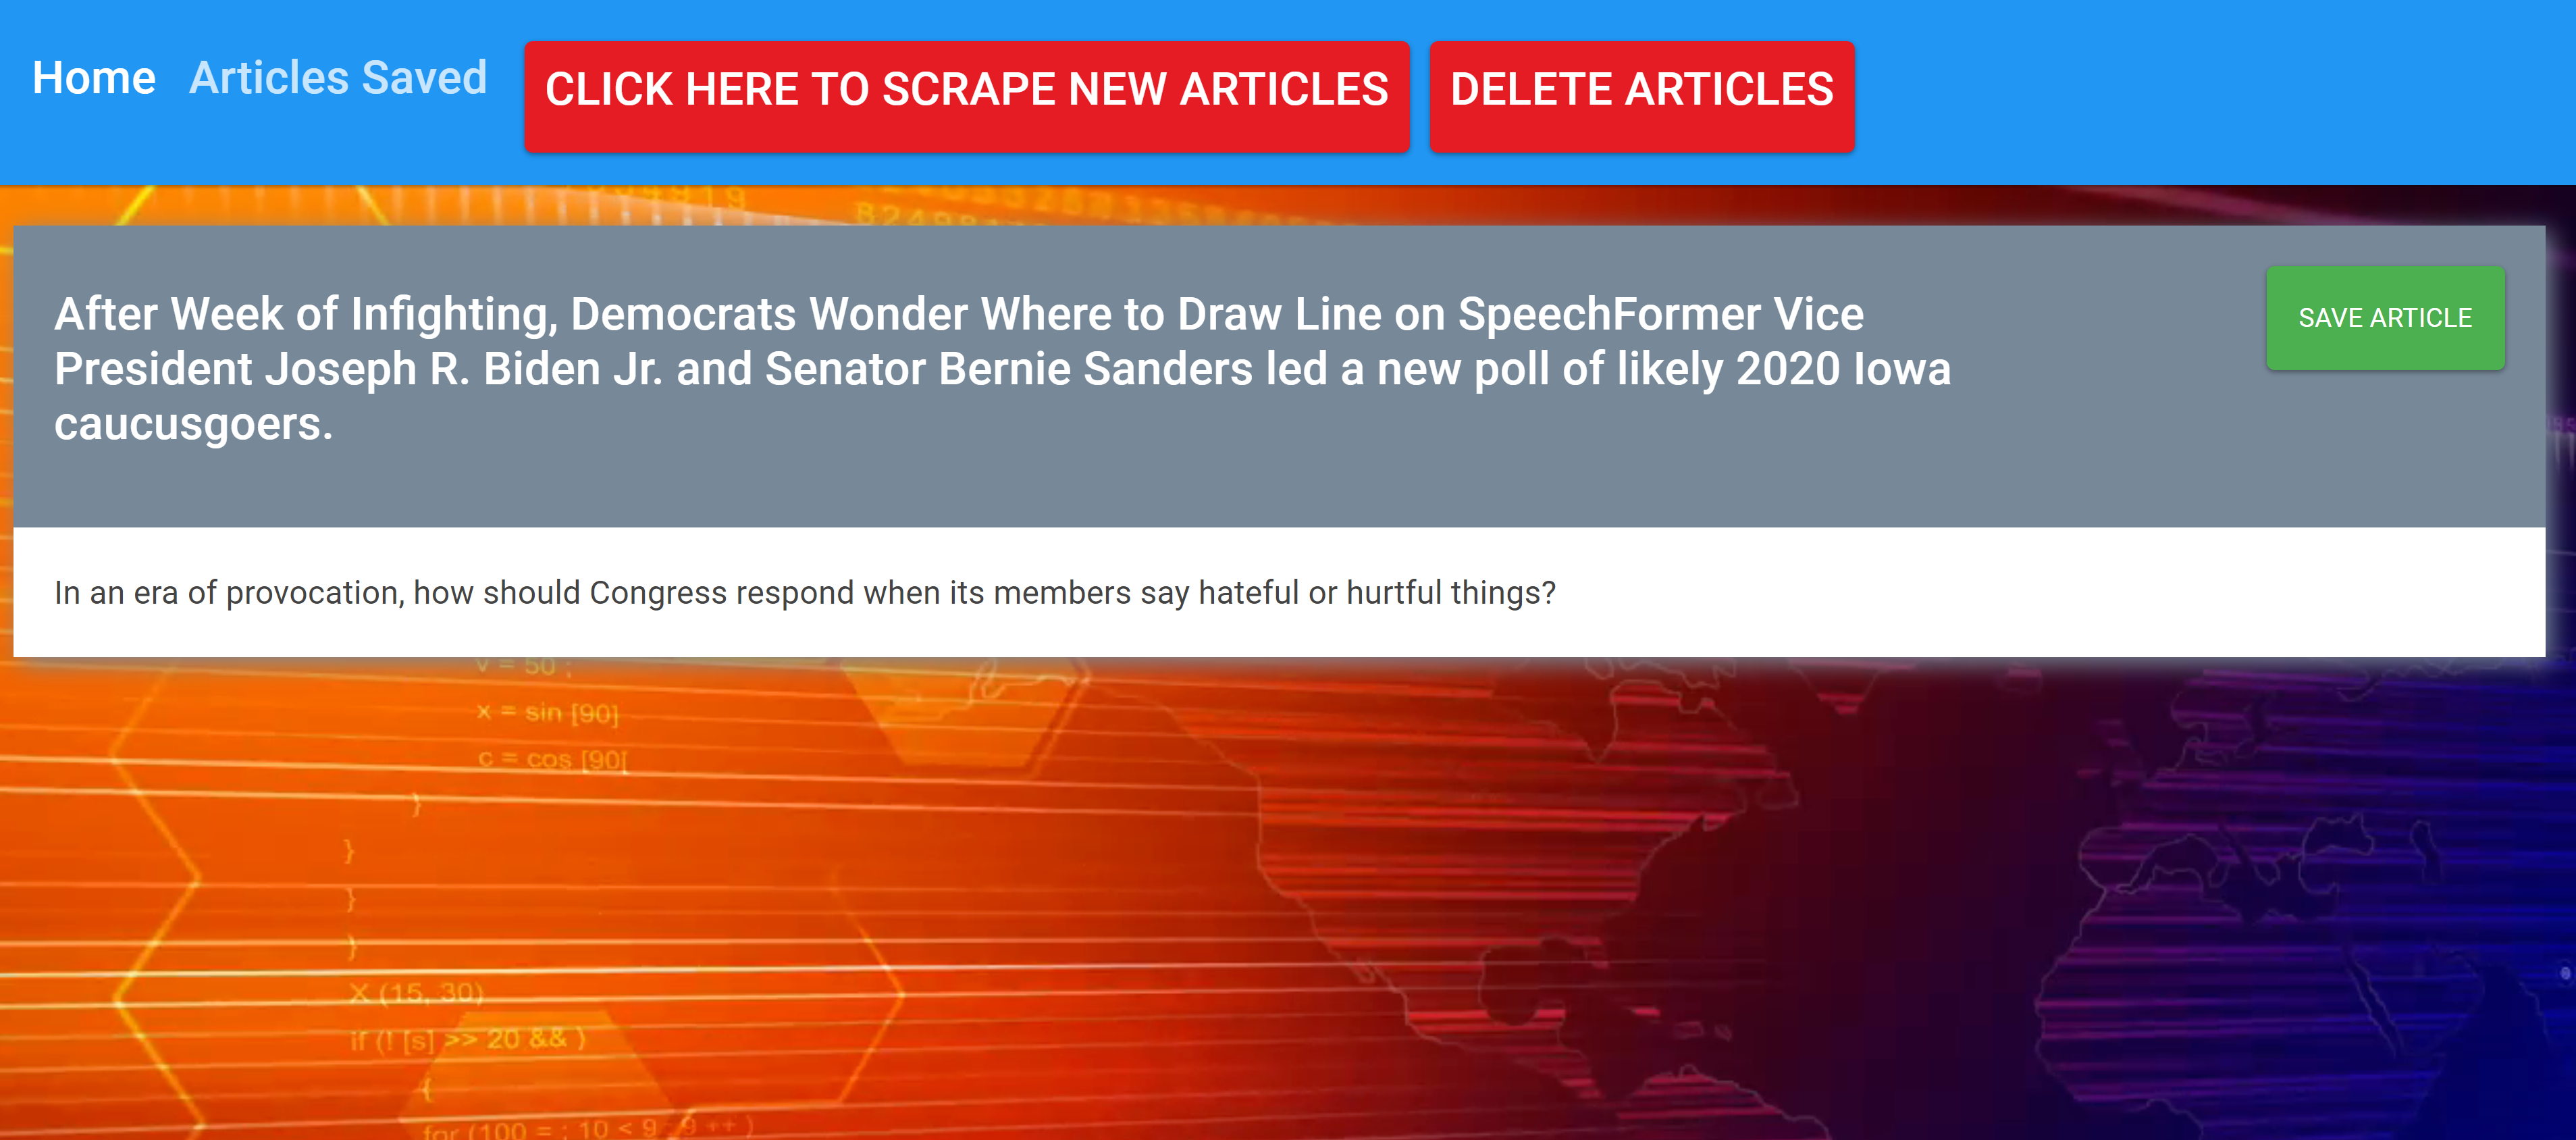 Home Articles Saved CLICK HERE TO SCRAPE NEW ARTICLES DELETE ARTICLES
After Week of Infighting, Democrats Wonder Where to Draw Line on SpeechFormer Vice
President Joseph R. Biden Jr. and Senator Bernie Sanders led a new poll of likely 2020 Iowa
caucusgoers.
SAVE ARTICLE
In an era of provocation, how should Congress respond when its members say hateful or hurtful things?
v = 50 ;
x = sin [90]
c = cos [90[
}
}
}
}
X (15, 30)
if (! [s] >> 20 && )
{
for (100 = ; 10 < 9 9 ++ )